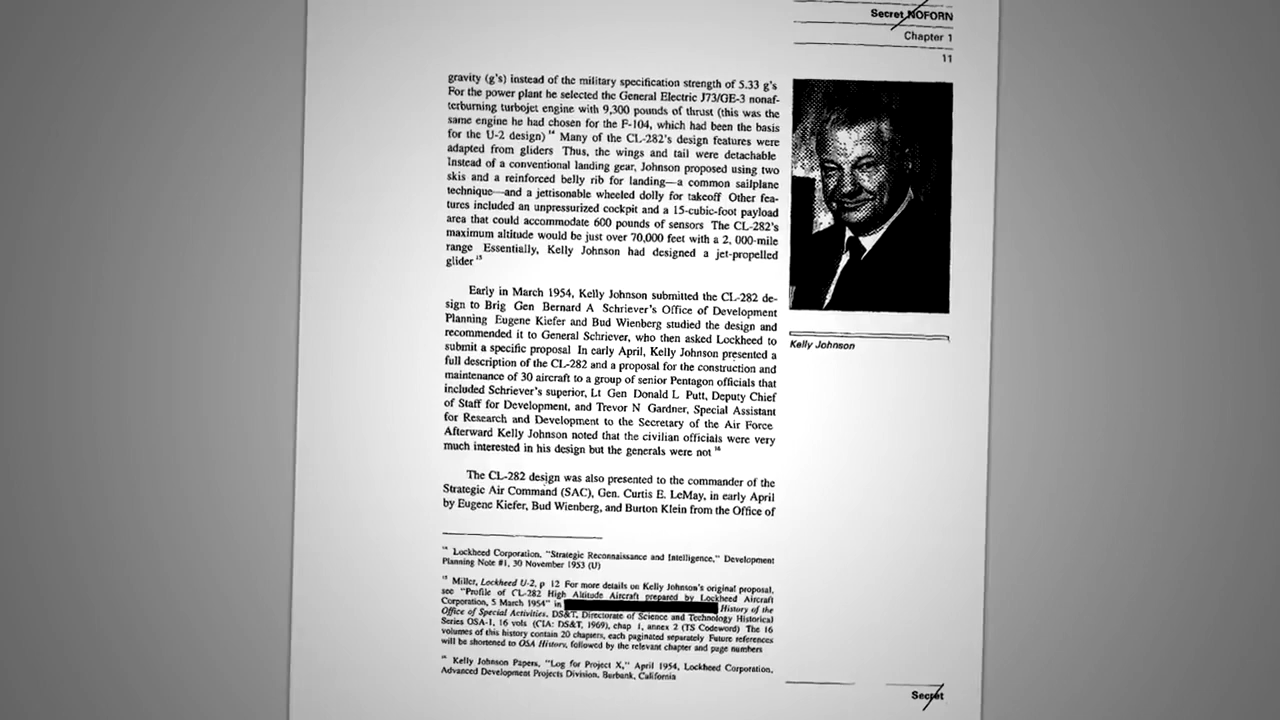 Secret NOFORN
Chapter 1
11
gravity (g's) instead of the military specification strength of 5.33 g's
For the power plant he selected the General Electric J73/GE-3 nonaf-
terburning turbojet engine with 9,300 pounds of thrust (this was the
same engine he had chosen for the F-104, which had been the basis
for the U-2 design) 14 Many of the CL-282's design features were
adapted from gliders Thus, the wings and tail were detachable
Instead of a conventional landing gear, Johnson proposed using two
skis and a reinforced belly rib for landing—a common sailplane
technique—and a jettisonable wheeled dolly for takeoff Other fea-
tures included an unpressurized cockpit and a 15-cubic-foot payload
area that could accommodate 600 pounds of sensors The CL-282's
maximum altitude would be just over 70,000 feet with a 2, 000-mile
range Essentially, Kelly Johnson had designed a jet-propelled
glider 15
Early in March 1954, Kelly Johnson submitted the CL-282 de-
sign to Brig Gen Bernard A Schriever's Office of Development
Planning Eugene Kiefer and Bud Wienberg studied the design and
recommended it to General Schriever, who then asked Lockheed to
submit a specific proposal In early April, Kelly Johnson presented a
full description of the CL-282 and a proposal for the construction and
maintenance of 30 aircraft to a group of senior Pentagon officials that
included Schriever's superior, Lt Gen Donald L Putt, Deputy Chief
of Staff for Development, and Trevor N Gardner, Special Assistant
for Research and Development to the Secretary of the Air Force
Afterward Kelly Johnson noted that the civilian officials were very
much interested in his design but the generals were not 16
The CL-282 design was also presented to the commander of the
Strategic Air Command (SAC), Gen. Curtis E. LeMay, in early April
by Eugene Kiefer, Bud Wienberg, and Burton Klein from the Office of
Kelly Johnson
14 Lockheed Corporation, "Strategic Reconnaissance and Intelligence," Development
Planning Note #1, 30 November 1953 (U)
15 Miller, Lockheed U-2, p 12 For more details on Kelly Johnson's original proposal,
see "Profile of CL-282 High Altitude Aircraft prepared by Lockheed Aircraft
Corporation, 5 March 1954" in History of the
Office of Special Activities, DS&T, Directorate of Science and Technology Historical
Series OSA-1, 16 vols (CIA: DS&T, 1969), chap 1, annex 2 (TS Codeword) The 16
volumes of this history contain 20 chapters, each paginated separately Future references
will be shortened to OSA History, followed by the relevant chapter and page numbers
16 Kelly Johnson Papers, "Log for Project X," April 1954, Lockheed Corporation,
Advanced Development Projects Division, Burbank, California
Secret